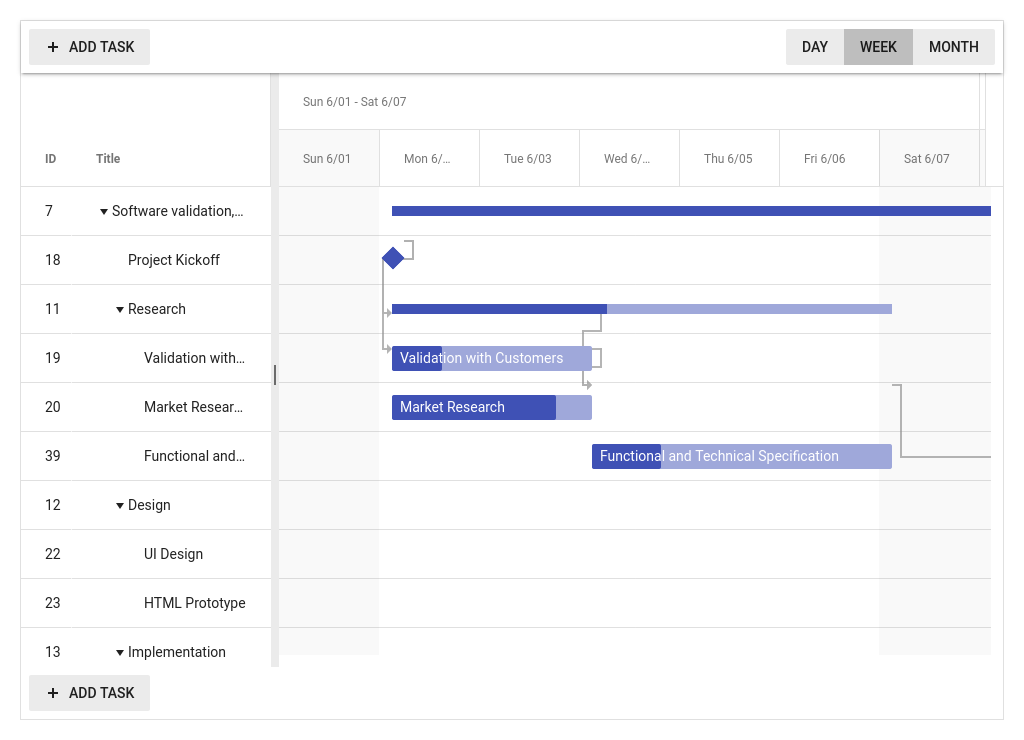 ADD TASK DAY WEEK MONTH
Sun 6/01 - Sat 6/07
ID Title Sun 6/01 Mon 6/... Tue 6/03 Wed 6/... Thu 6/05 Fri 6/06 Sat 6/07
7 Software validation,...
18 Project Kickoff
11 Research
19 Validation with... Validation with Customers
20 Market Resear... Market Research
39 Functional and... Functional and Technical Specification
12 Design
22 UI Design
23 HTML Prototype
13 Implementation
ADD TASK